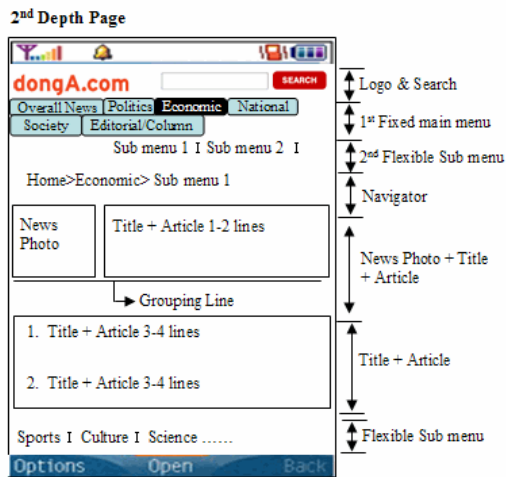 2nd Depth Page
dongA.com SEARCH
Logo & Search
Overall News Politics Economic National
Society Editorial/Column
1st Fixed main menu
Sub menu 1 I Sub menu 2 I
2nd Flexible Sub menu
Home>Economic> Sub menu 1
Navigator
News
Photo
Title + Article 1-2 lines
News Photo + Title
+ Article
Grouping Line
1. Title + Article 3-4 lines
2. Title + Article 3-4 lines
Title + Article
Sports I Culture I Science ......
Flexible Sub menu
Options Open Back